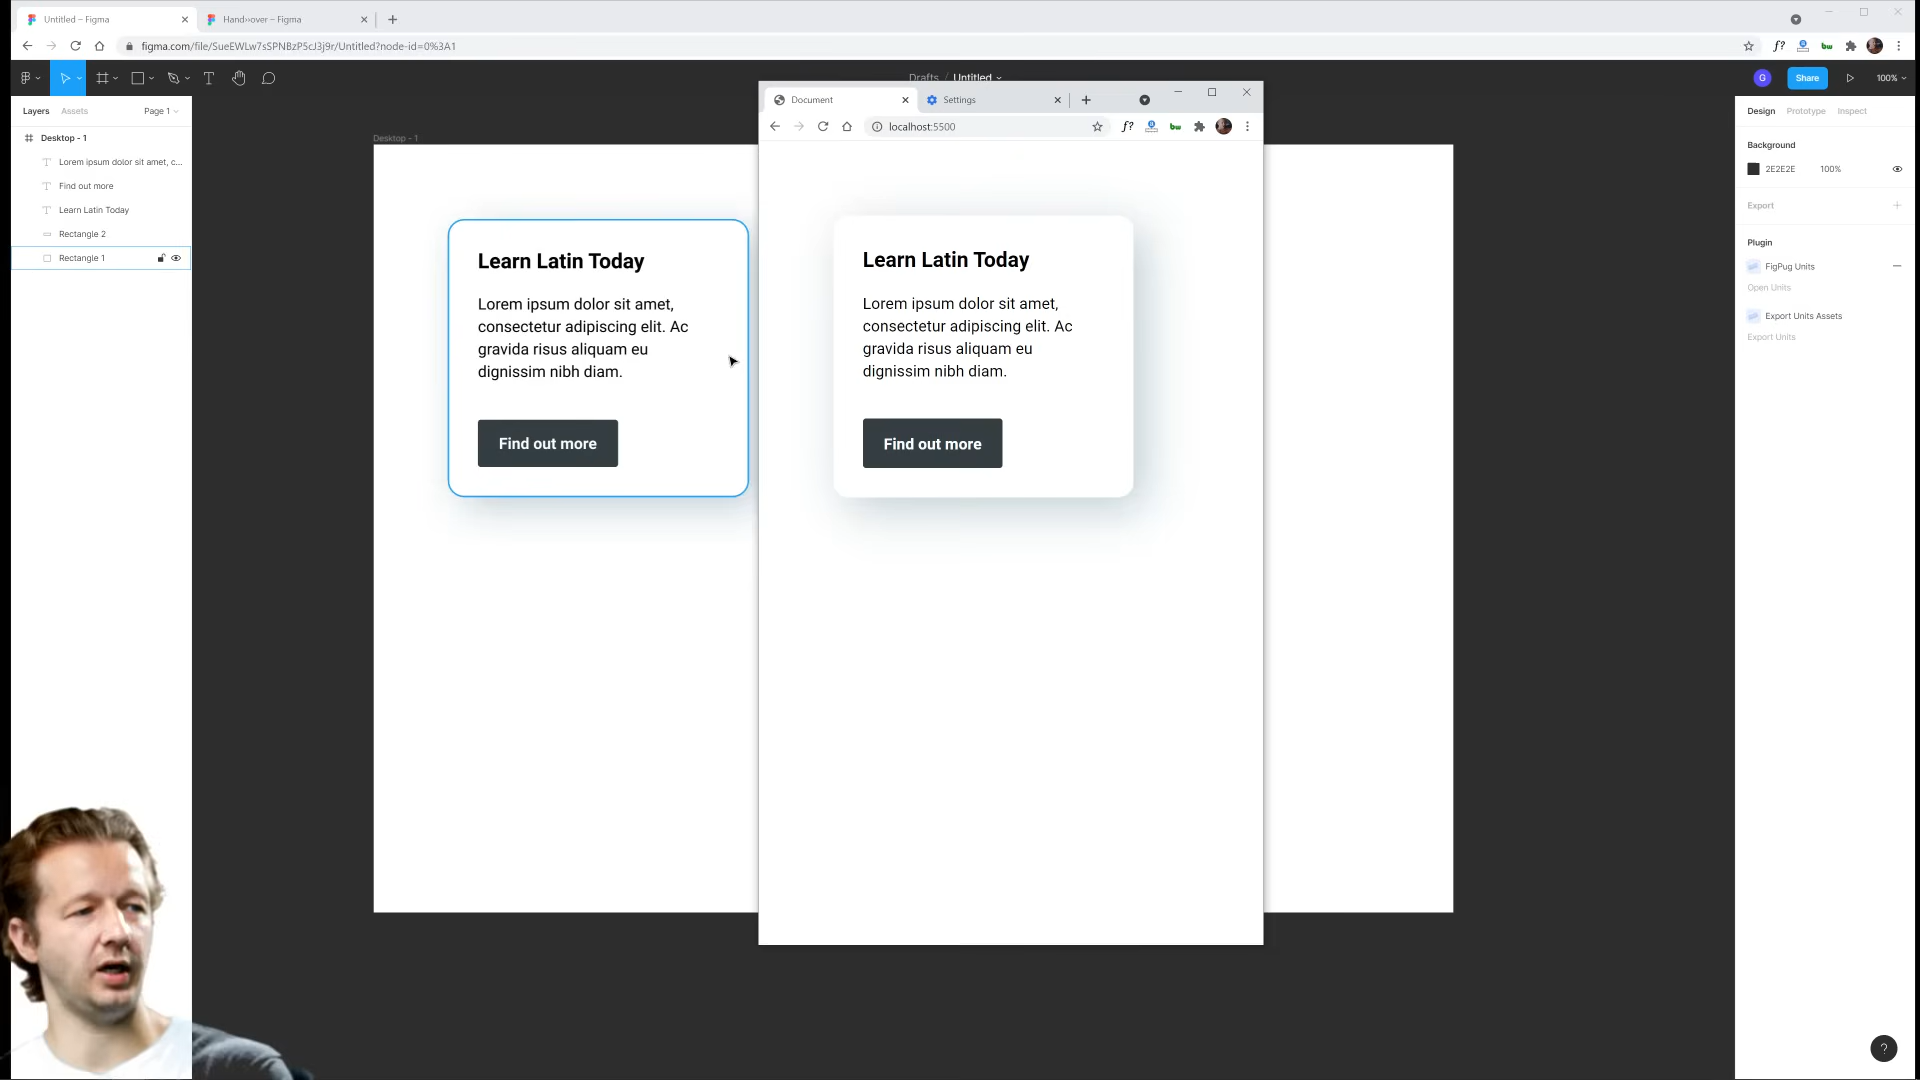 Untitled – Figma
Hand>>over – Figma
figma.com/file/SueEWLw7sSPNBzP5cJ3j9r/Untitled?node-id=0%3A1
f?
bw
Drafts / Untitled
G
Share
100%
Layers
Assets
Page 1
Desktop - 1
Lorem ipsum dolor sit amet, c...
Find out more
Learn Latin Today
Rectangle 2
Rectangle 1
Desktop - 1
Learn Latin Today
Lorem ipsum dolor sit amet,
consectetur adipiscing elit. Ac
gravida risus aliquam eu
dignissim nibh diam.
Find out more
Document
Settings
localhost:5500
f?
bw
Learn Latin Today
Lorem ipsum dolor sit amet,
consectetur adipiscing elit. Ac
gravida risus aliquam eu
dignissim nibh diam.
Find out more
Design
Prototype
Inspect
Background
2E2E2E
100%
Export
Plugin
FigPug Units
Open Units
Export Units Assets
Export Units
?